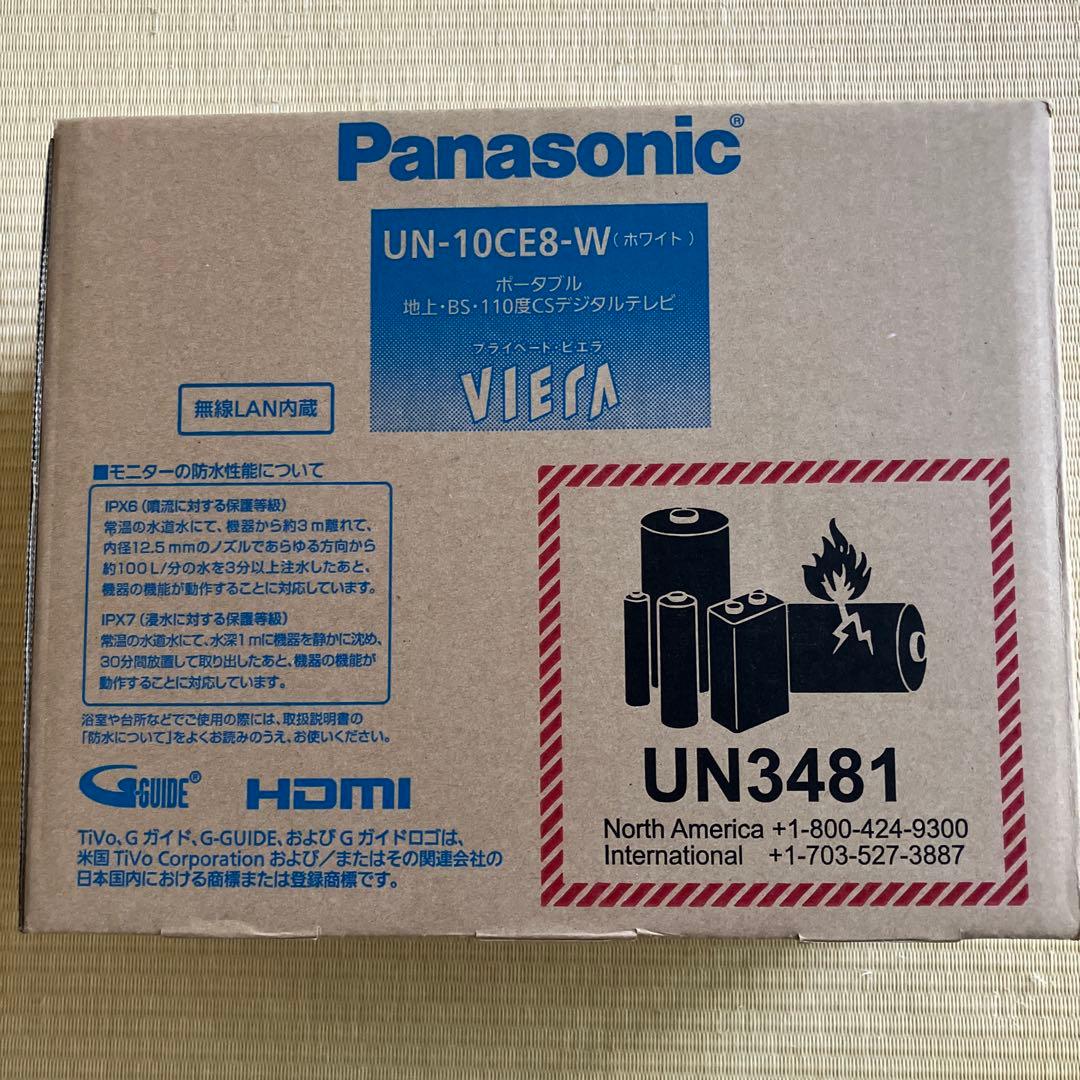 Panasonic®
UN-10CE8-W(ホワイト)
ポータブル
地上・BS・110度CSデジタルテレビ
プライベート・ビエラ
VIERA
無線LAN内蔵
■モニターの防水性能について
IPX6(噴流に対する保護等級)
常温の水道水にて、機器から約3m離れて、
内径12.5mmのノズルであらゆる方向から
約100L/分の水を3分以上注水したあと、
機器の機能が動作することに対応しています。
IPX7(浸水に対する保護等級)
常温の水道水にて、水深1mに機器を静かに沈め、
30分間放置して取り出したあと、機器の機能が
動作することに対応しています。
浴室や台所などでご使用の際には、取扱説明書の
「防水について」をよくお読みのうえ、お使いください。
G-GUIDE® HDMI
TiVo、Gガイド、G-GUIDE、およびGガイドロゴは、
米国TiVo Corporationおよび/またはその関連会社の
日本国内における商標または登録商標です。
UN3481
North America +1-800-424-9300
International +1-703-527-3887